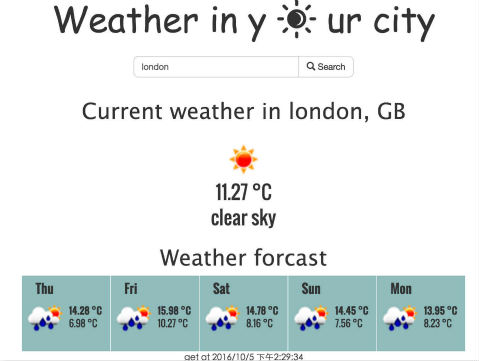 Weather in y ur city
london
Search
Current weather in london, GB
11.27 °C
clear sky
Weather forcast
Thu Fri Sat Sun Mon
14.28 °C 15.98 °C 14.78 °C 14.45 °C 13.95 °C
6.98 °C 10.27 °C 8.16 °C 7.56 °C 8.23 °C
get at 2016/10/5 下午2:29:34